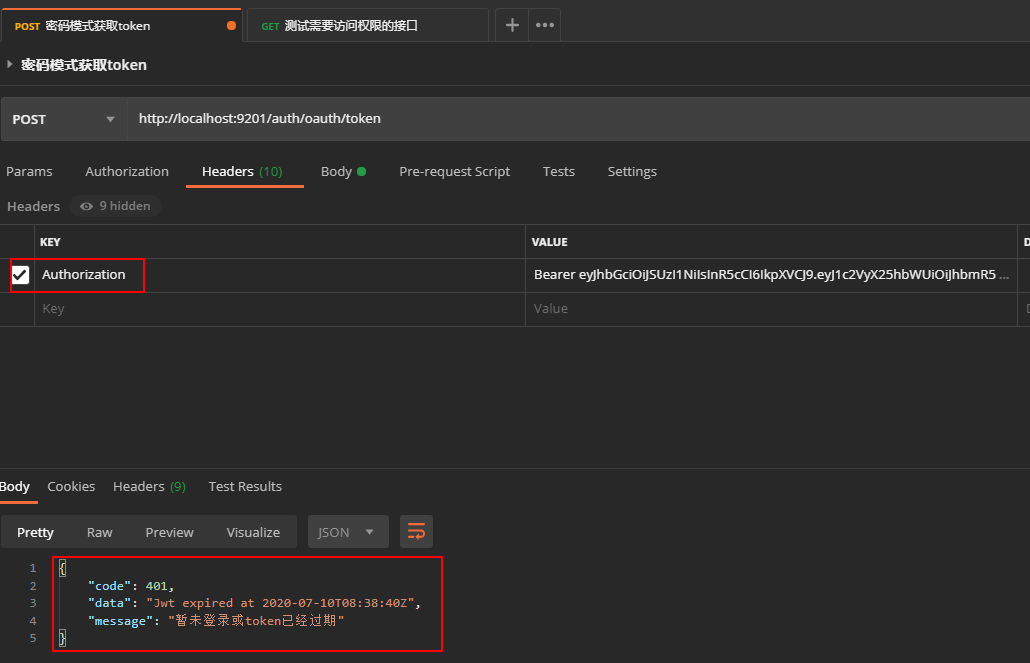 POST 密码模式获取token GET 测试需要访问权限的接口
密码模式获取token
POST http://localhost:9201/auth/oauth/token
Params Authorization Headers (10) Body Pre-request Script Tests Settings
Headers 9 hidden
KEY VALUE D
Authorization Bearer eyJhbGciOiJSUzI1NiIsInR5cCI6IkpXVCJ9.eyJ1c2VyX25hbWUiOiJhbmR5 ...
Key Value D
Body Cookies Headers (9) Test Results
Pretty Raw Preview Visualize JSON
1 {
2 "code": 401,
3 "data": "Jwt expired at 2020-07-10T08:38:40Z",
4 "message": "暂未登录或token已经过期"
5 }